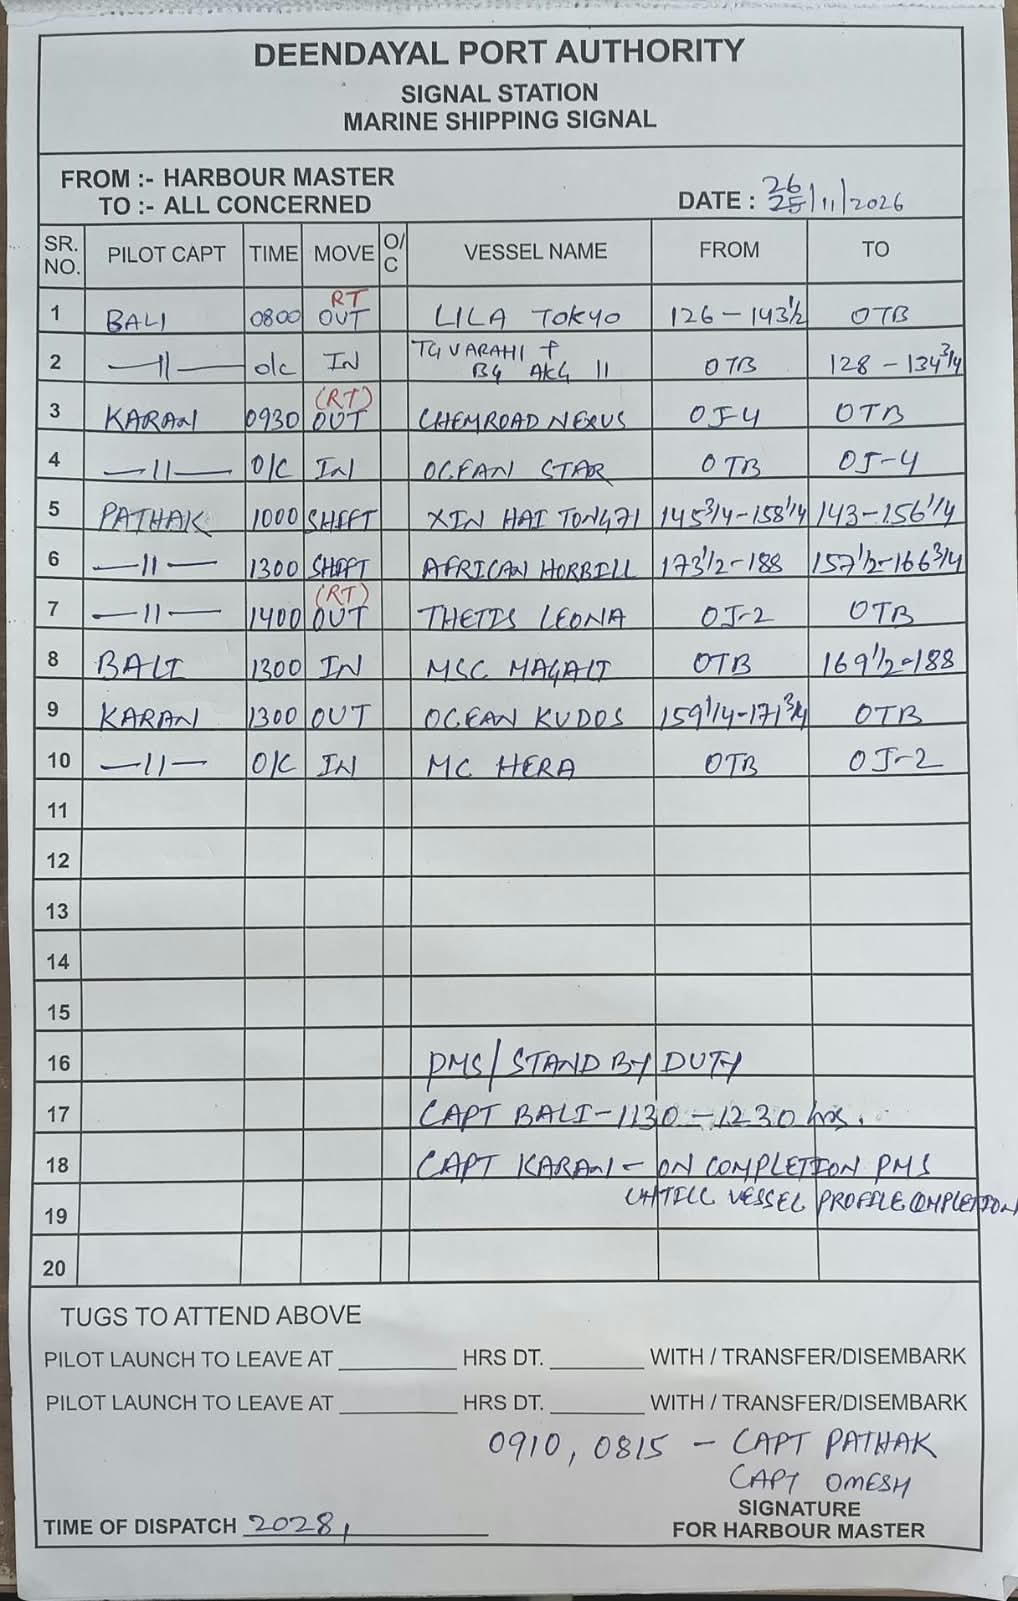 DEENDAYAL PORT AUTHORITY
SIGNAL STATION
MARINE SHIPPING SIGNAL
FROM :- HARBOUR MASTER
TO :- ALL CONCERNED
DATE : 26/11/2026
SR. NO. PILOT CAPT TIME MOVE O/C VESSEL NAME FROM TO
1 BALI 0800 RT OUT LILA TOKYO 126 - 143½ OTB
2 —11— O/C IN TG VARAHI + BG AKG II OTB 128 - 134¾
3 KARAN 0930 (RT) OUT CHEMROAD NEXUS OJ-4 OTB
4 —11— O/C IN OCEAN STAR OTB OJ-4
5 PATHAK 1000 SHIFT XIN HAI TONG 71 145¾-158¼ 143-156¼
6 —11— 1300 SHIFT AFRICAN HORBILL 173½-188 157½-166¾
7 —11— 1400 (RT) OUT THETIS LEONA OJ-2 OTB
8 BALI 1300 IN MSC MAGALI OTB 169½-188
9 KARAN 1300 OUT OCEAN KUDOS 159¼-171¾ OTB
10 —11— O/C IN MC HERA OTB OJ-2
11
12
13
14
15
16 PMS/STAND BY DUTY
17 CAPT BALI-1130-1230 hrs.
18 CAPT KARAN - ON COMPLETION PMS
19 UNTILL VESSEL PROFILE COMPLETION
20
TUGS TO ATTEND ABOVE
PILOT LAUNCH TO LEAVE AT HRS DT. WITH / TRANSFER/DISEMBARK
PILOT LAUNCH TO LEAVE AT HRS DT. WITH / TRANSFER/DISEMBARK
0910, 0815 - CAPT PATHAK
CAPT OMESH
SIGNATURE
FOR HARBOUR MASTER
TIME OF DISPATCH 2028,